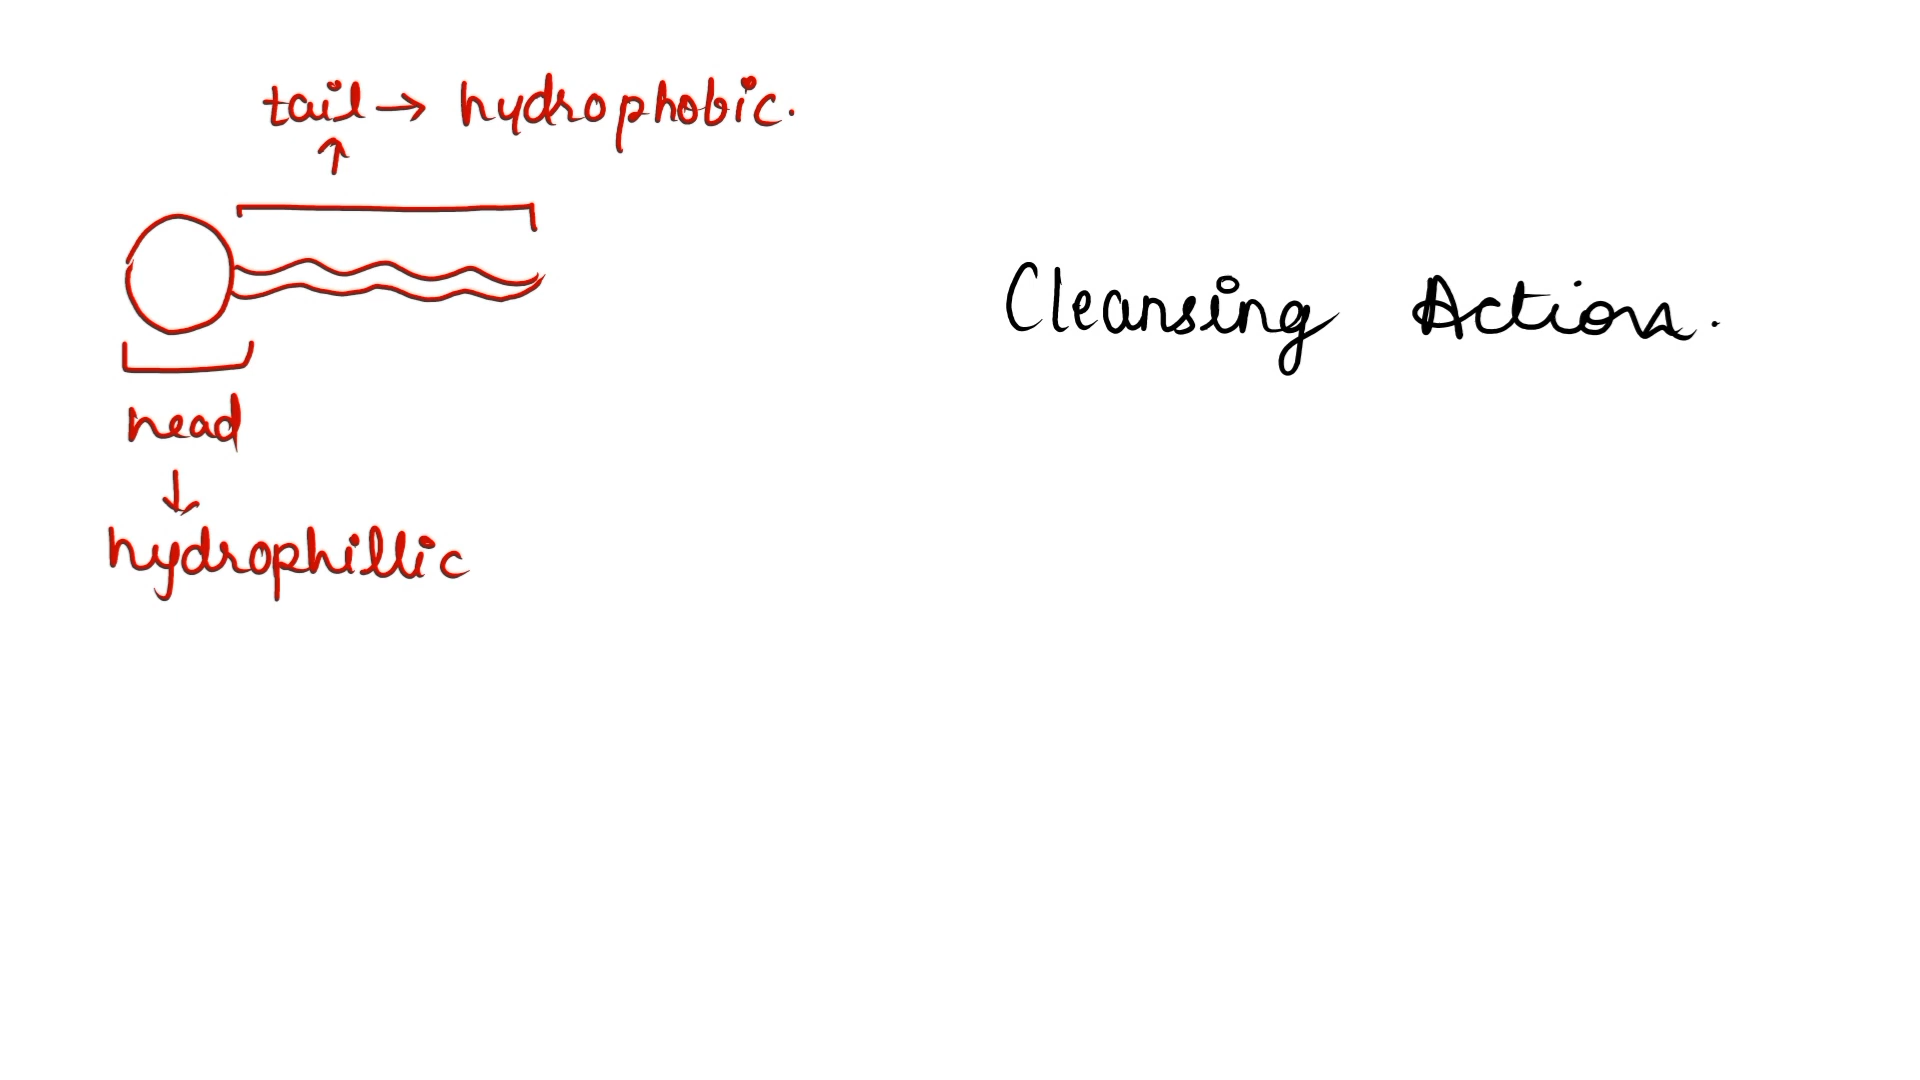 tail → hydrophobic.
Cleansing Action.
head
hydrophillic